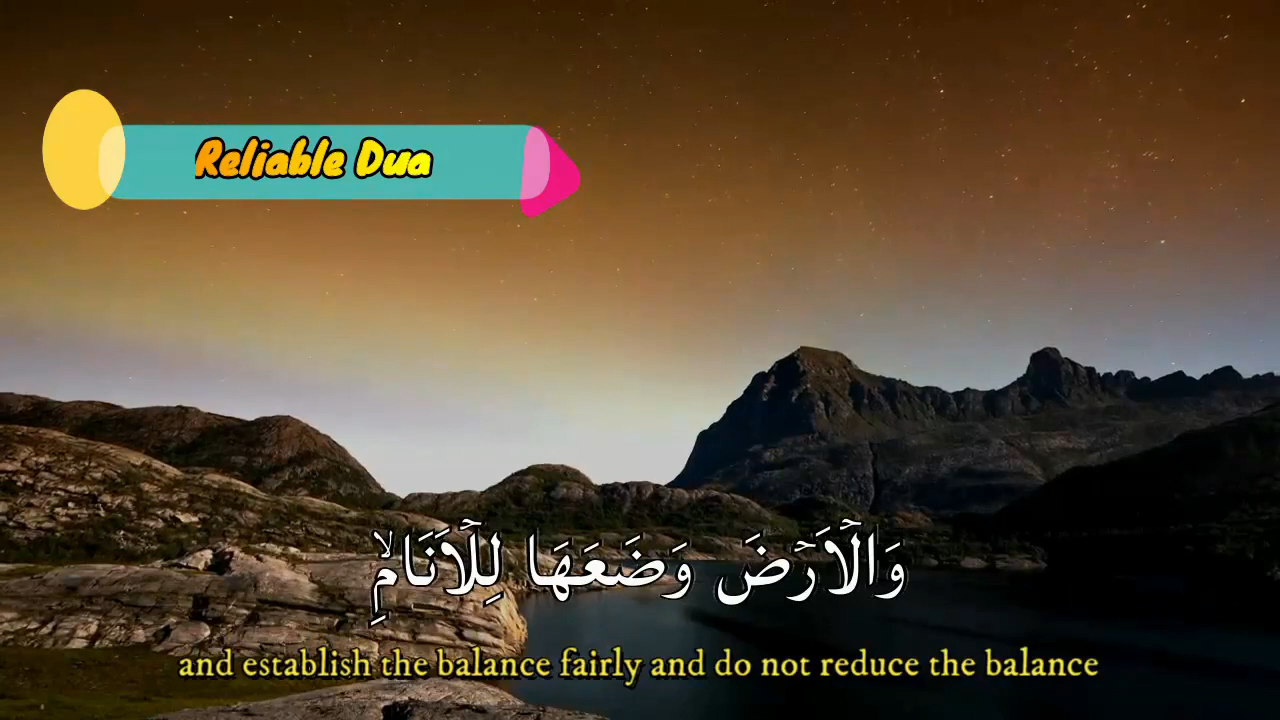 Reliable Dua
وَالۡاَرۡضَ وَضَعَهَا لِلۡاَنَامِۙ
and establish the balance fairly and do not reduce the balance